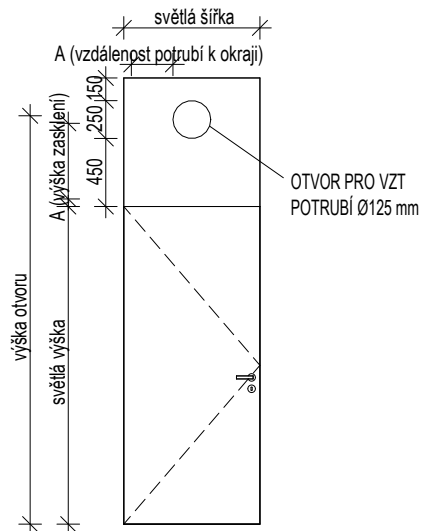 světlá šířka
A (vzdálenost potrubí k okraji)
150
250
450
A (výška zasklení)
výška otvoru
světlá výška
OTVOR PRO VZT
POTRUBÍ Ø125 mm